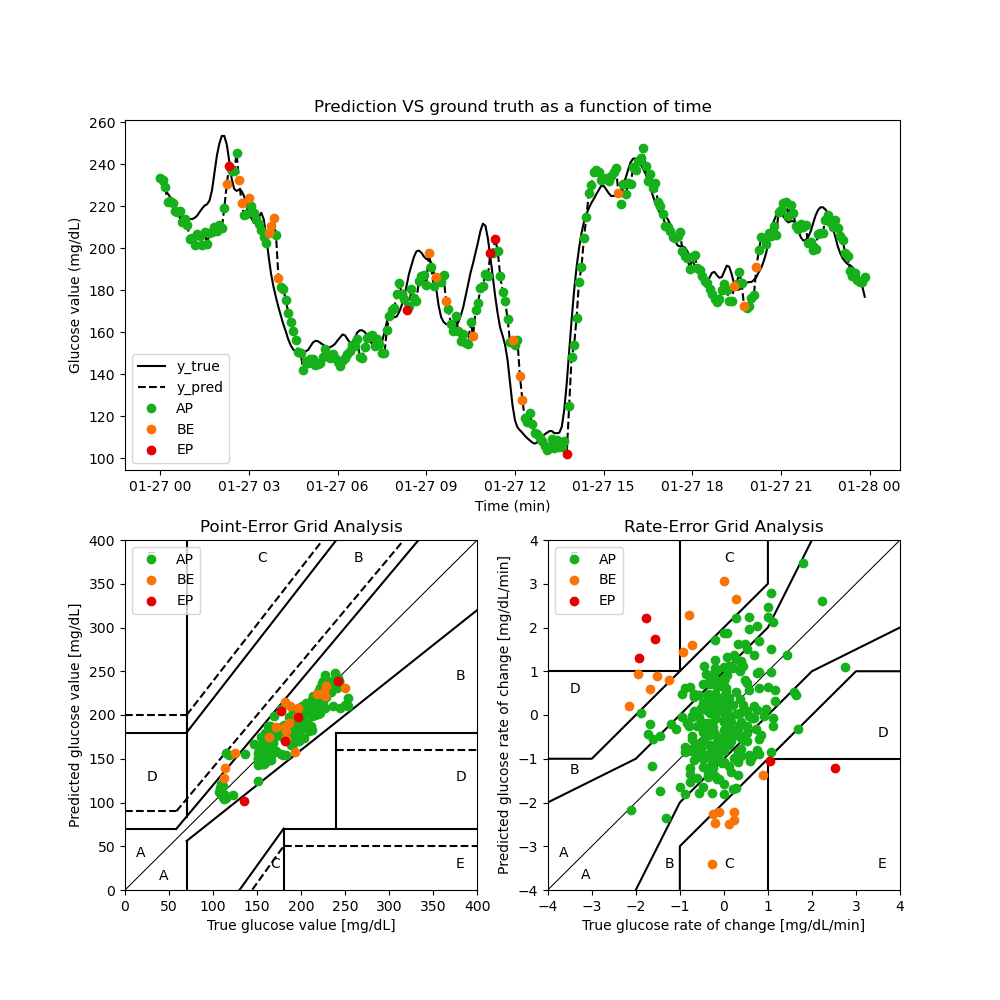 Prediction VS ground truth as a function of time
Glucose value (mg/dL)
260
240
220
200
180
160
140
120
100
y_true
y_pred
AP
BE
EP
01-27 00 01-27 03 01-27 06 01-27 09 01-27 12 01-27 15 01-27 18 01-27 21 01-28 00
Time (min)
Point-Error Grid Analysis
Predicted glucose value [mg/dL]
400
350
300
250
200
150
100
50
0
AP
BE
EP
C
B
B
D
D
A
A
C
E
0 50 100 150 200 250 300 350 400
True glucose value [mg/dL]
Rate-Error Grid Analysis
Predicted glucose rate of change [mg/dL/min]
4
3
2
1
0
−1
−2
−3
−4
AP
BE
EP
C
D
D
B
A
A
B
C
E
−4 −3 −2 −1 0 1 2 3 4
True glucose rate of change [mg/dL/min]